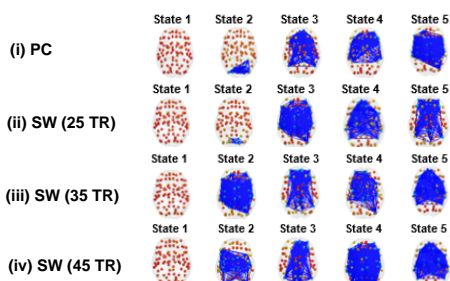 State 1 State 2 State 3 State 4 State 5
(i) PC
State 1 State 2 State 3 State 4 State 5
(ii) SW (25 TR)
State 1 State 2 State 3 State 4 State 5
(iii) SW (35 TR)
State 1 State 2 State 3 State 4 State 5
(iv) SW (45 TR)